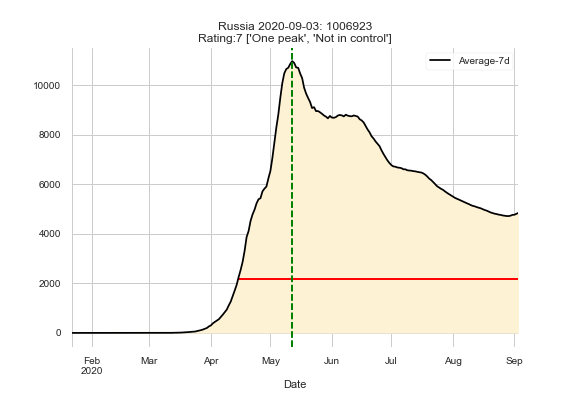 Russia 2020-09-03: 1006923
Rating:7 ['One peak', 'Not in control']
Average-7d
10000
8000
6000
4000
2000
0
Feb Mar Apr May Jun Jul Aug Sep
2020
Date